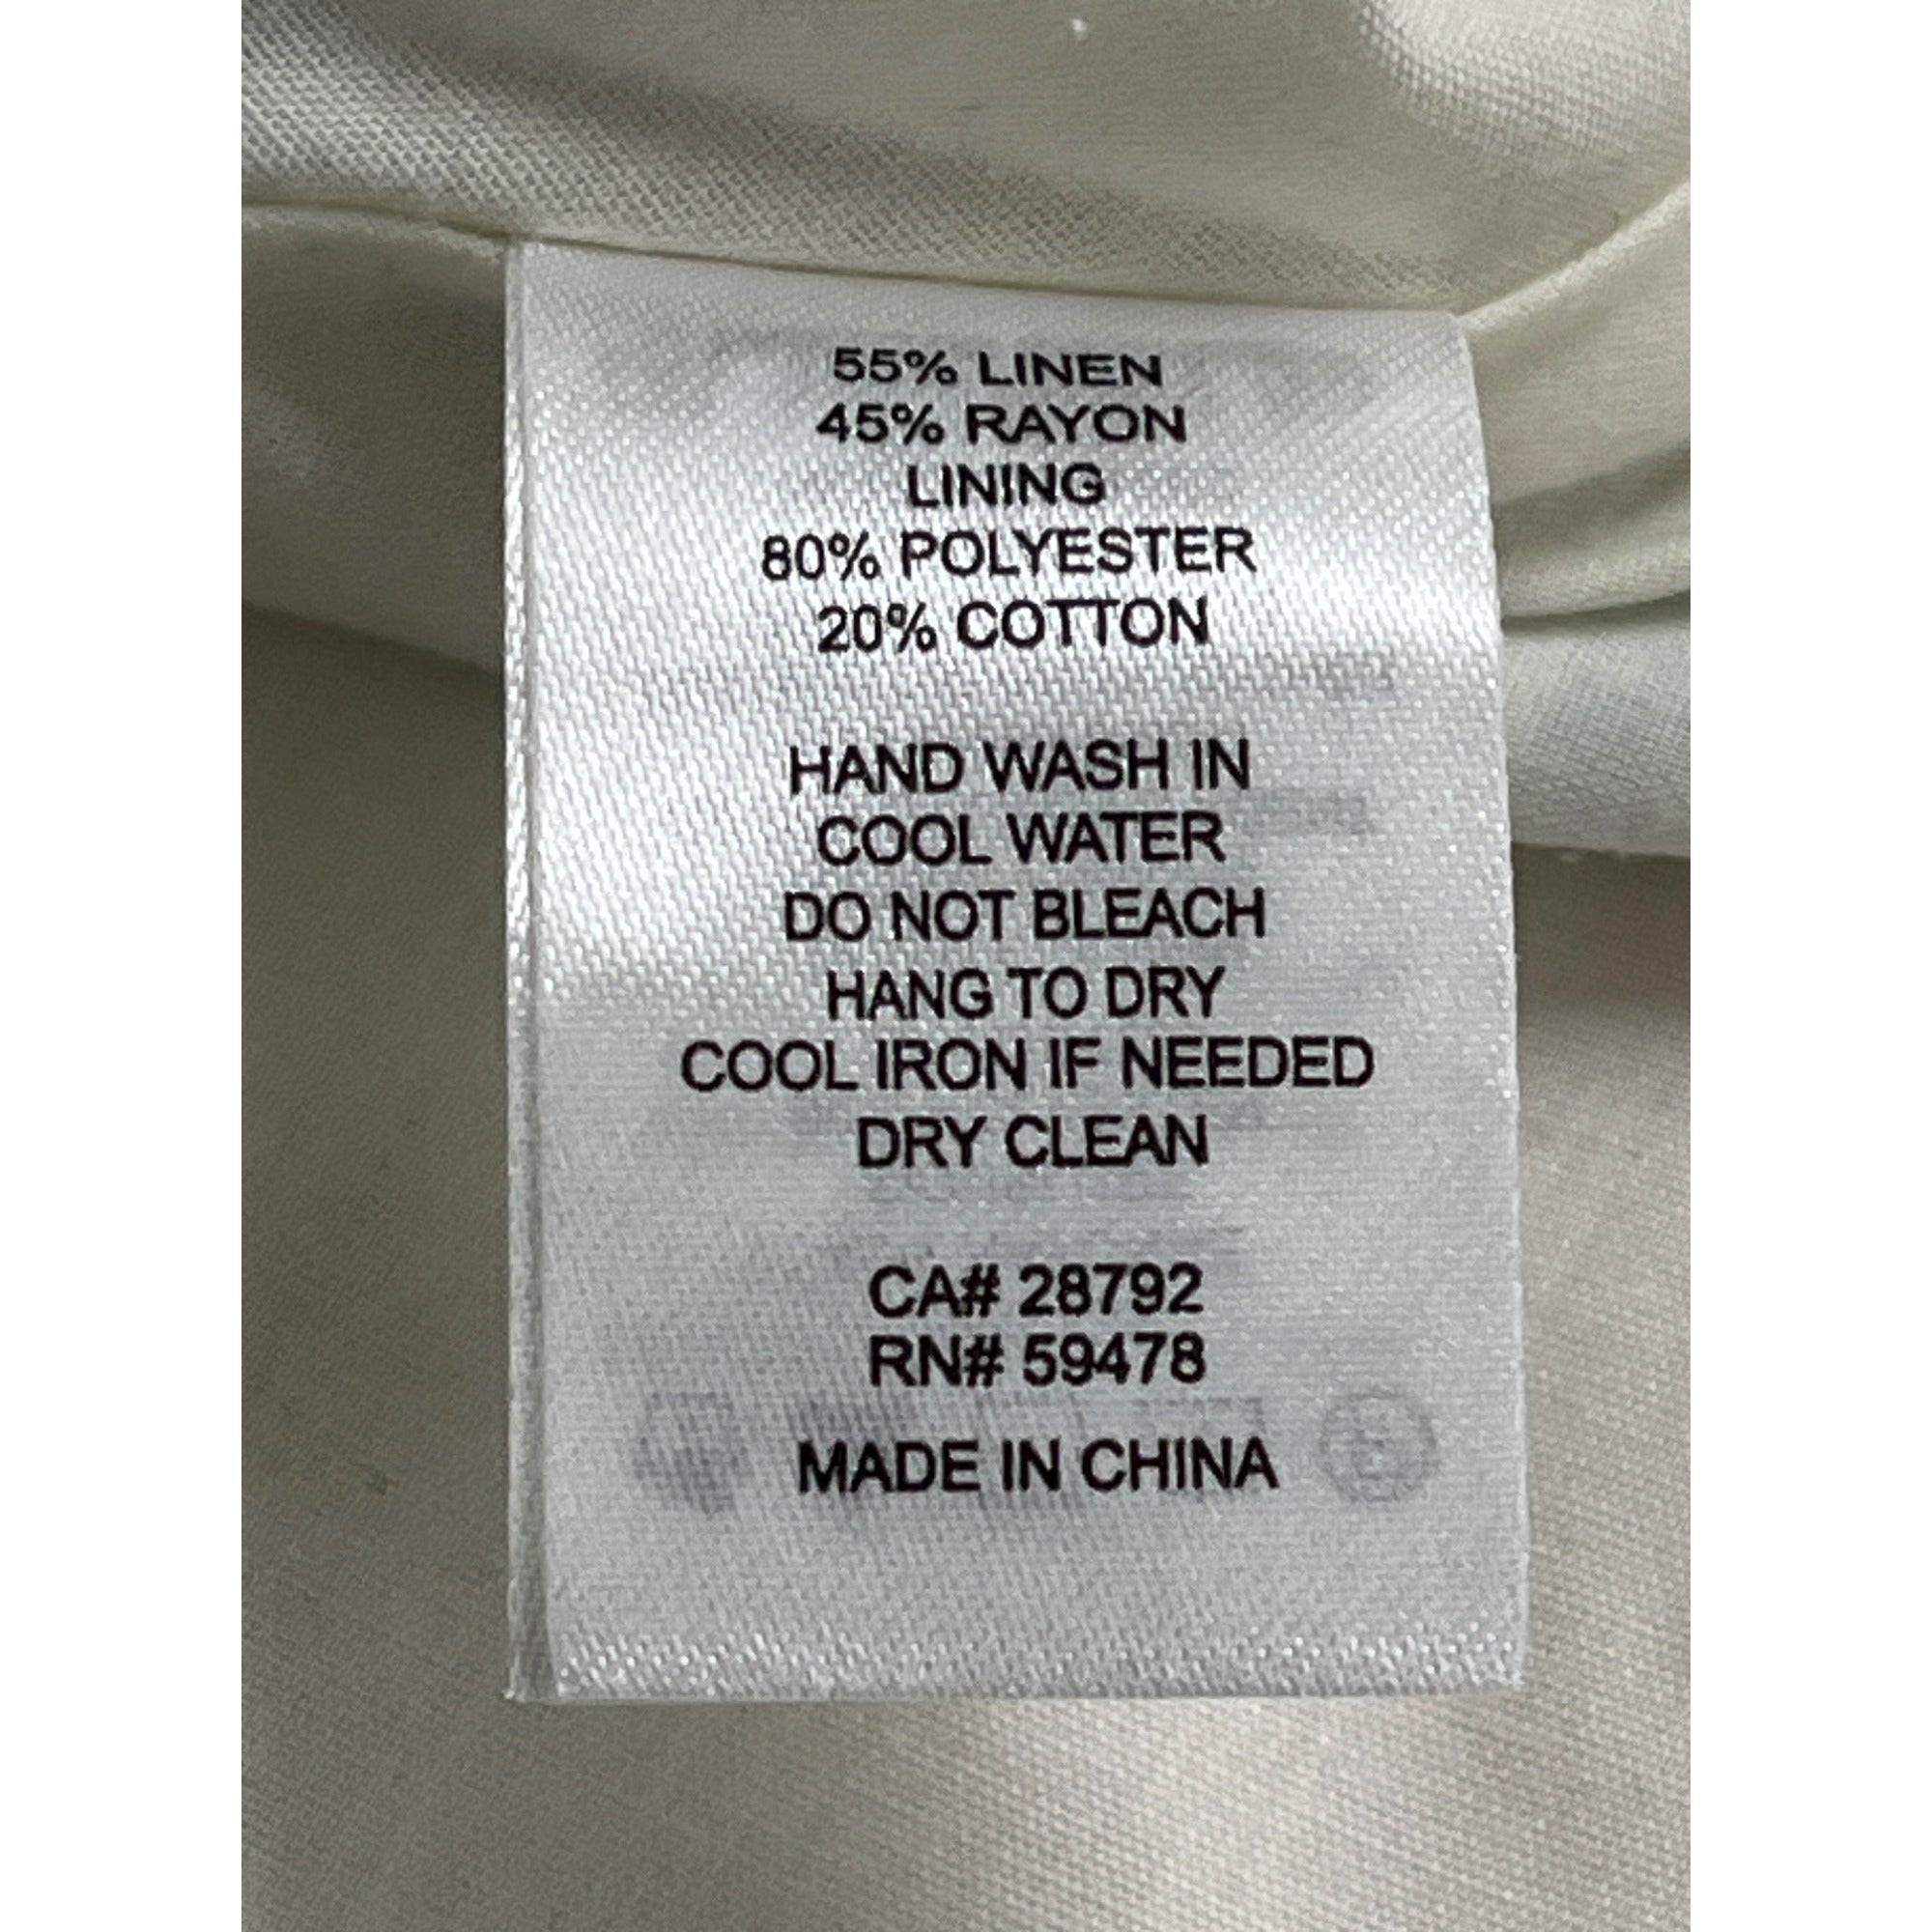 55% LINEN
45% RAYON
LINING
80% POLYESTER
20% COTTON
HAND WASH IN
COOL WATER
DO NOT BLEACH
HANG TO DRY
COOL IRON IF NEEDED
DRY CLEAN
CA# 28792
RN# 59478
MADE IN CHINA